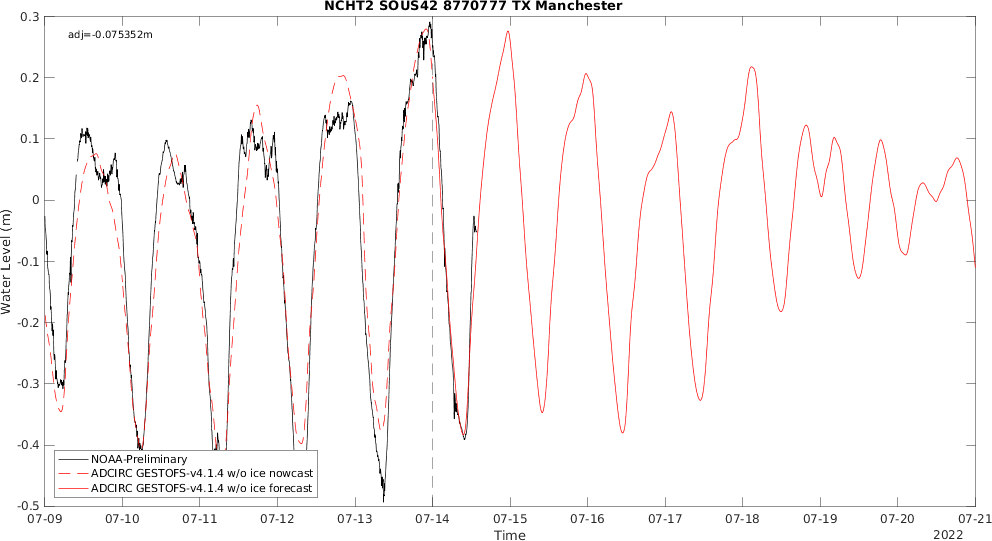 NCHT2 SOUS42 8770777 TX Manchester
adj=-0.075352m
0.3
0.2
0.1
0
-0.1
-0.2
-0.3
-0.4
-0.5
Water Level (m)
NOAA-Preliminary
ADCIRC GESTOFS-v4.1.4 w/o ice nowcast
ADCIRC GESTOFS-v4.1.4 w/o ice forecast
07-09 07-10 07-11 07-12 07-13 07-14 07-15 07-16 07-17 07-18 07-19 07-20 07-21
Time
2022